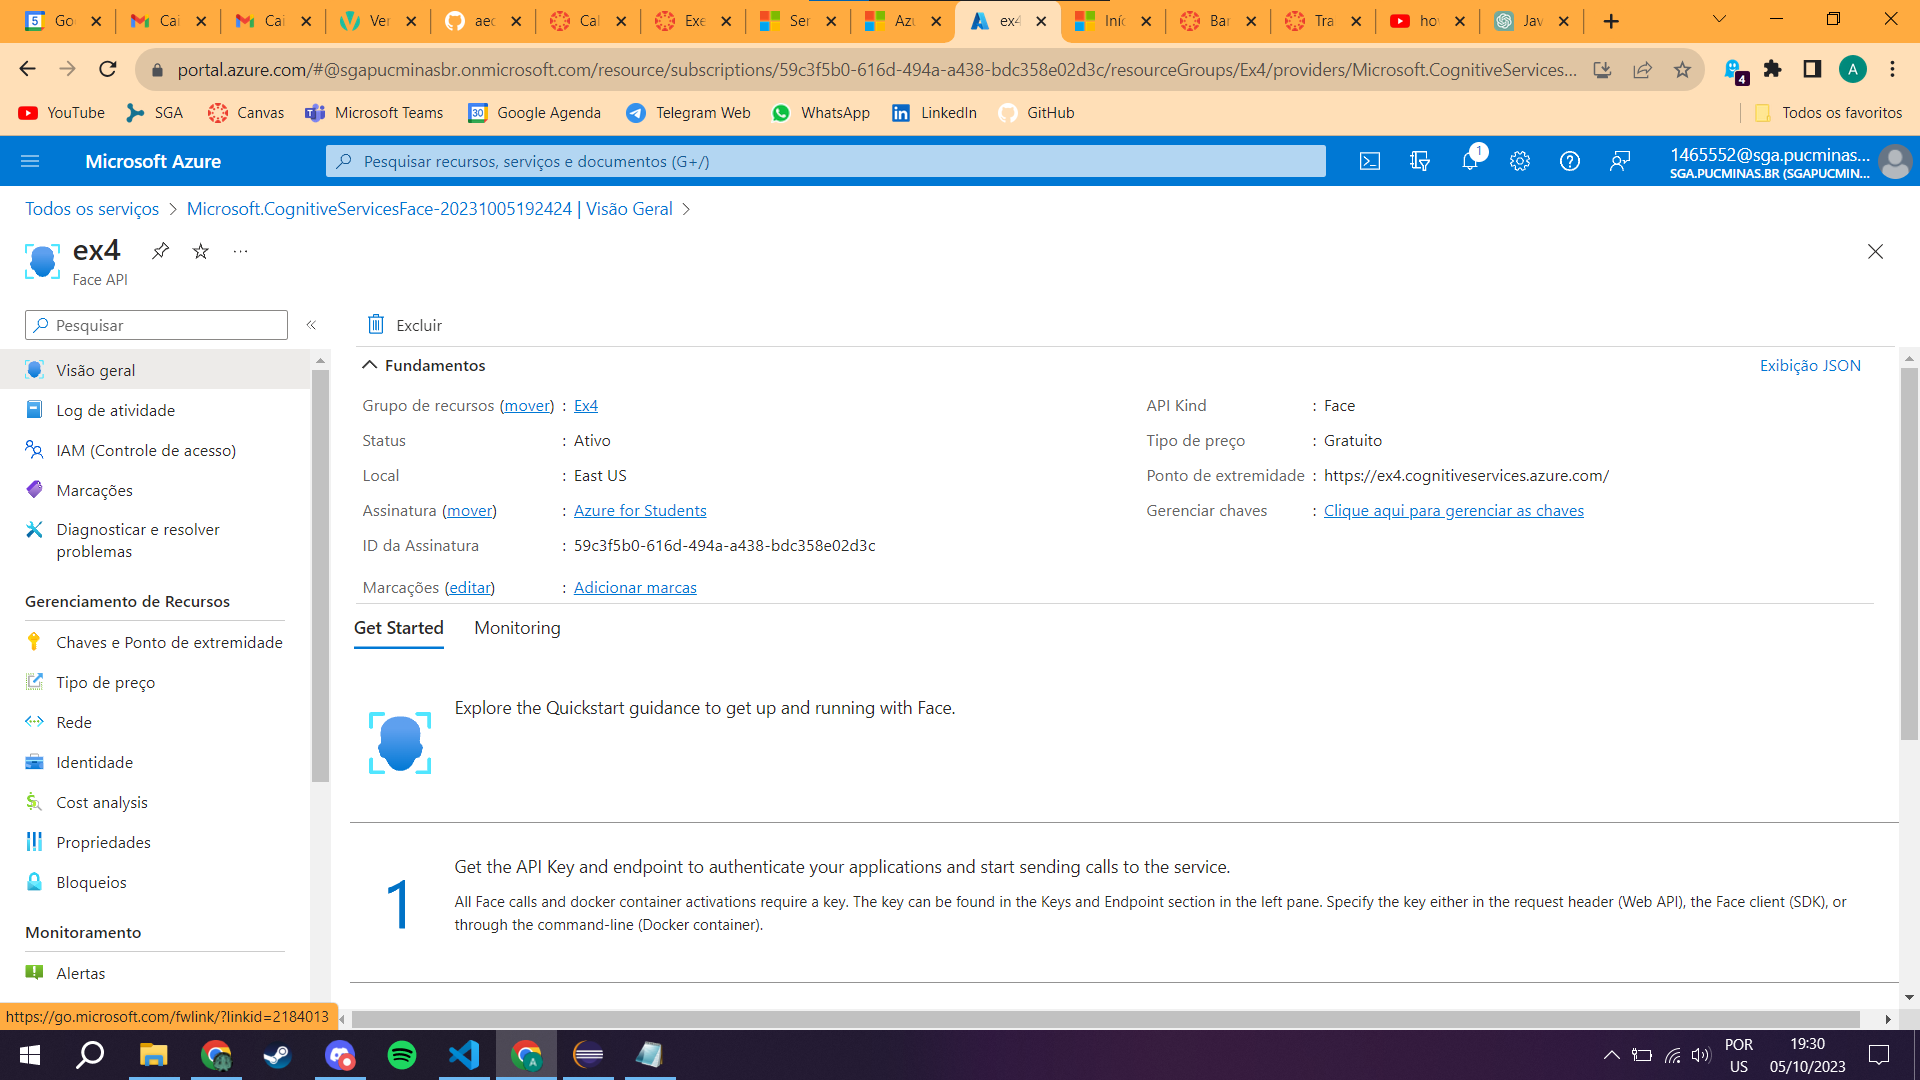 Go
Cai
Cai
Ver
aec
Cal
Exe
Ser
Azu
ex4
Iníc
Bar
Tra
hov
Jav
portal.azure.com/#@sgapucminasbr.onmicrosoft.com/resource/subscriptions/59c3f5b0-616d-494a-a438-bdc358e02d3c/resourceGroups/Ex4/providers/Microsoft.CognitiveServices...
4
A
YouTube
SGA
Canvas
Microsoft Teams
Google Agenda
Telegram Web
WhatsApp
LinkedIn
GitHub
Todos os favoritos
Microsoft Azure
Pesquisar recursos, serviços e documentos (G+/)
1
1465552@sga.pucminas...
SGA.PUCMINAS.BR (SGAPUCMIN...
Todos os serviços > Microsoft.CognitiveServicesFace-20231005192424 | Visão Geral >
ex4
Face API
Pesquisar
Visão geral
Log de atividade
IAM (Controle de acesso)
Marcações
Diagnosticar e resolver
problemas
Gerenciamento de Recursos
Chaves e Ponto de extremidade
Tipo de preço
Rede
Identidade
Cost analysis
Propriedades
Bloqueios
Monitoramento
Alertas
https://go.microsoft.com/fwlink/?linkid=2184013
Excluir
Fundamentos
Exibição JSON
Grupo de recursos (mover) : Ex4
Status : Ativo
Local : East US
Assinatura (mover) : Azure for Students
ID da Assinatura : 59c3f5b0-616d-494a-a438-bdc358e02d3c
Marcações (editar) : Adicionar marcas
API Kind : Face
Tipo de preço : Gratuito
Ponto de extremidade : https://ex4.cognitiveservices.azure.com/
Gerenciar chaves : Clique aqui para gerenciar as chaves
Get Started
Monitoring
Explore the Quickstart guidance to get up and running with Face.
1
Get the API Key and endpoint to authenticate your applications and start sending calls to the service.
All Face calls and docker container activations require a key. The key can be found in the Keys and Endpoint section in the left pane. Specify the key either in the request header (Web API), the Face client (SDK), or
through the command-line (Docker container).
POR
US
19:30
05/10/2023